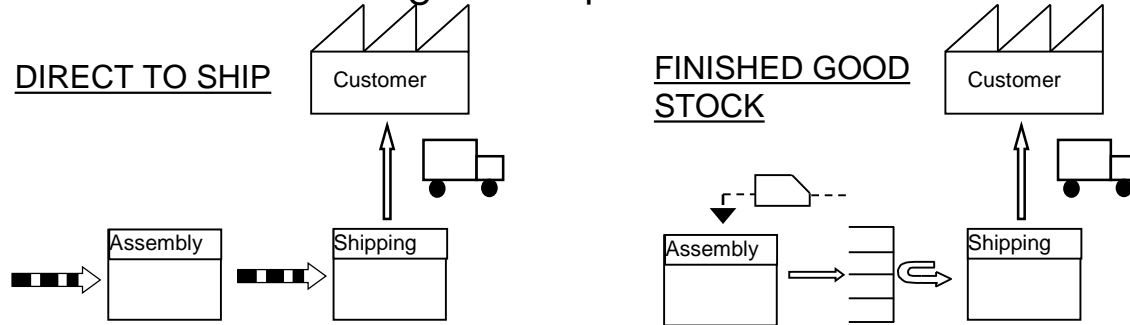 DIRECT TO SHIP
Customer
Assembly
Shipping
FINISHED GOOD
STOCK
Customer
Assembly
Shipping